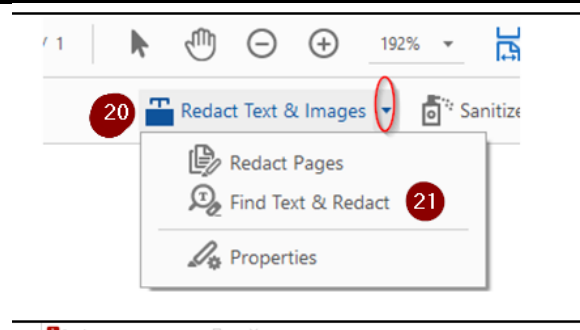 / 1 192%
20 Redact Text & Images Sanitize
Redact Pages
Find Text & Redact 21
Properties